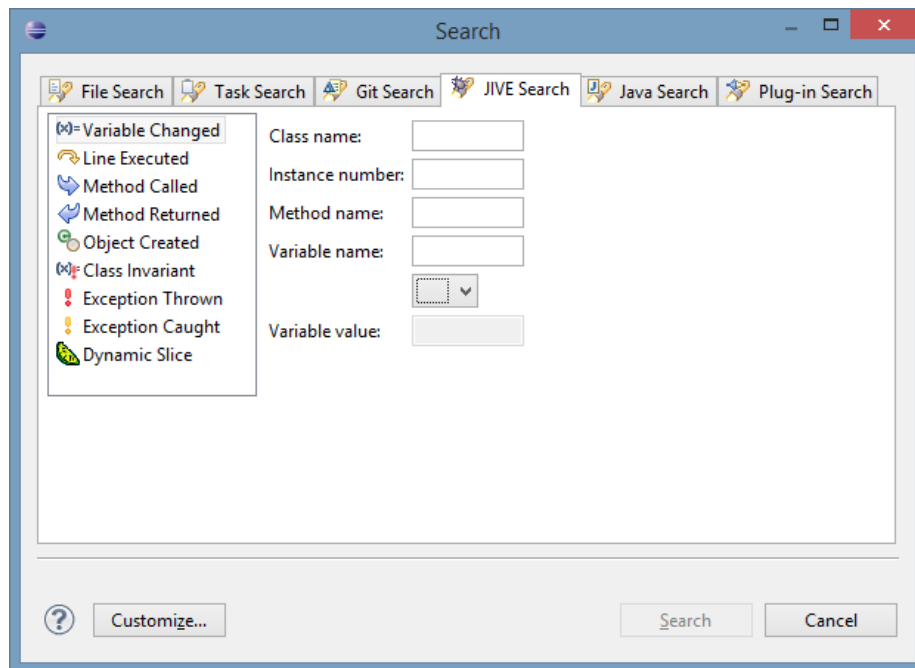 Search
File Search Task Search Git Search JIVE Search Java Search Plug-in Search
(x)= Variable Changed
Line Executed
Method Called
Method Returned
Object Created
Class Invariant
Exception Thrown
Exception Caught
Dynamic Slice
Class name:
Instance number:
Method name:
Variable name:
Variable value:
Customize...
Search
Cancel